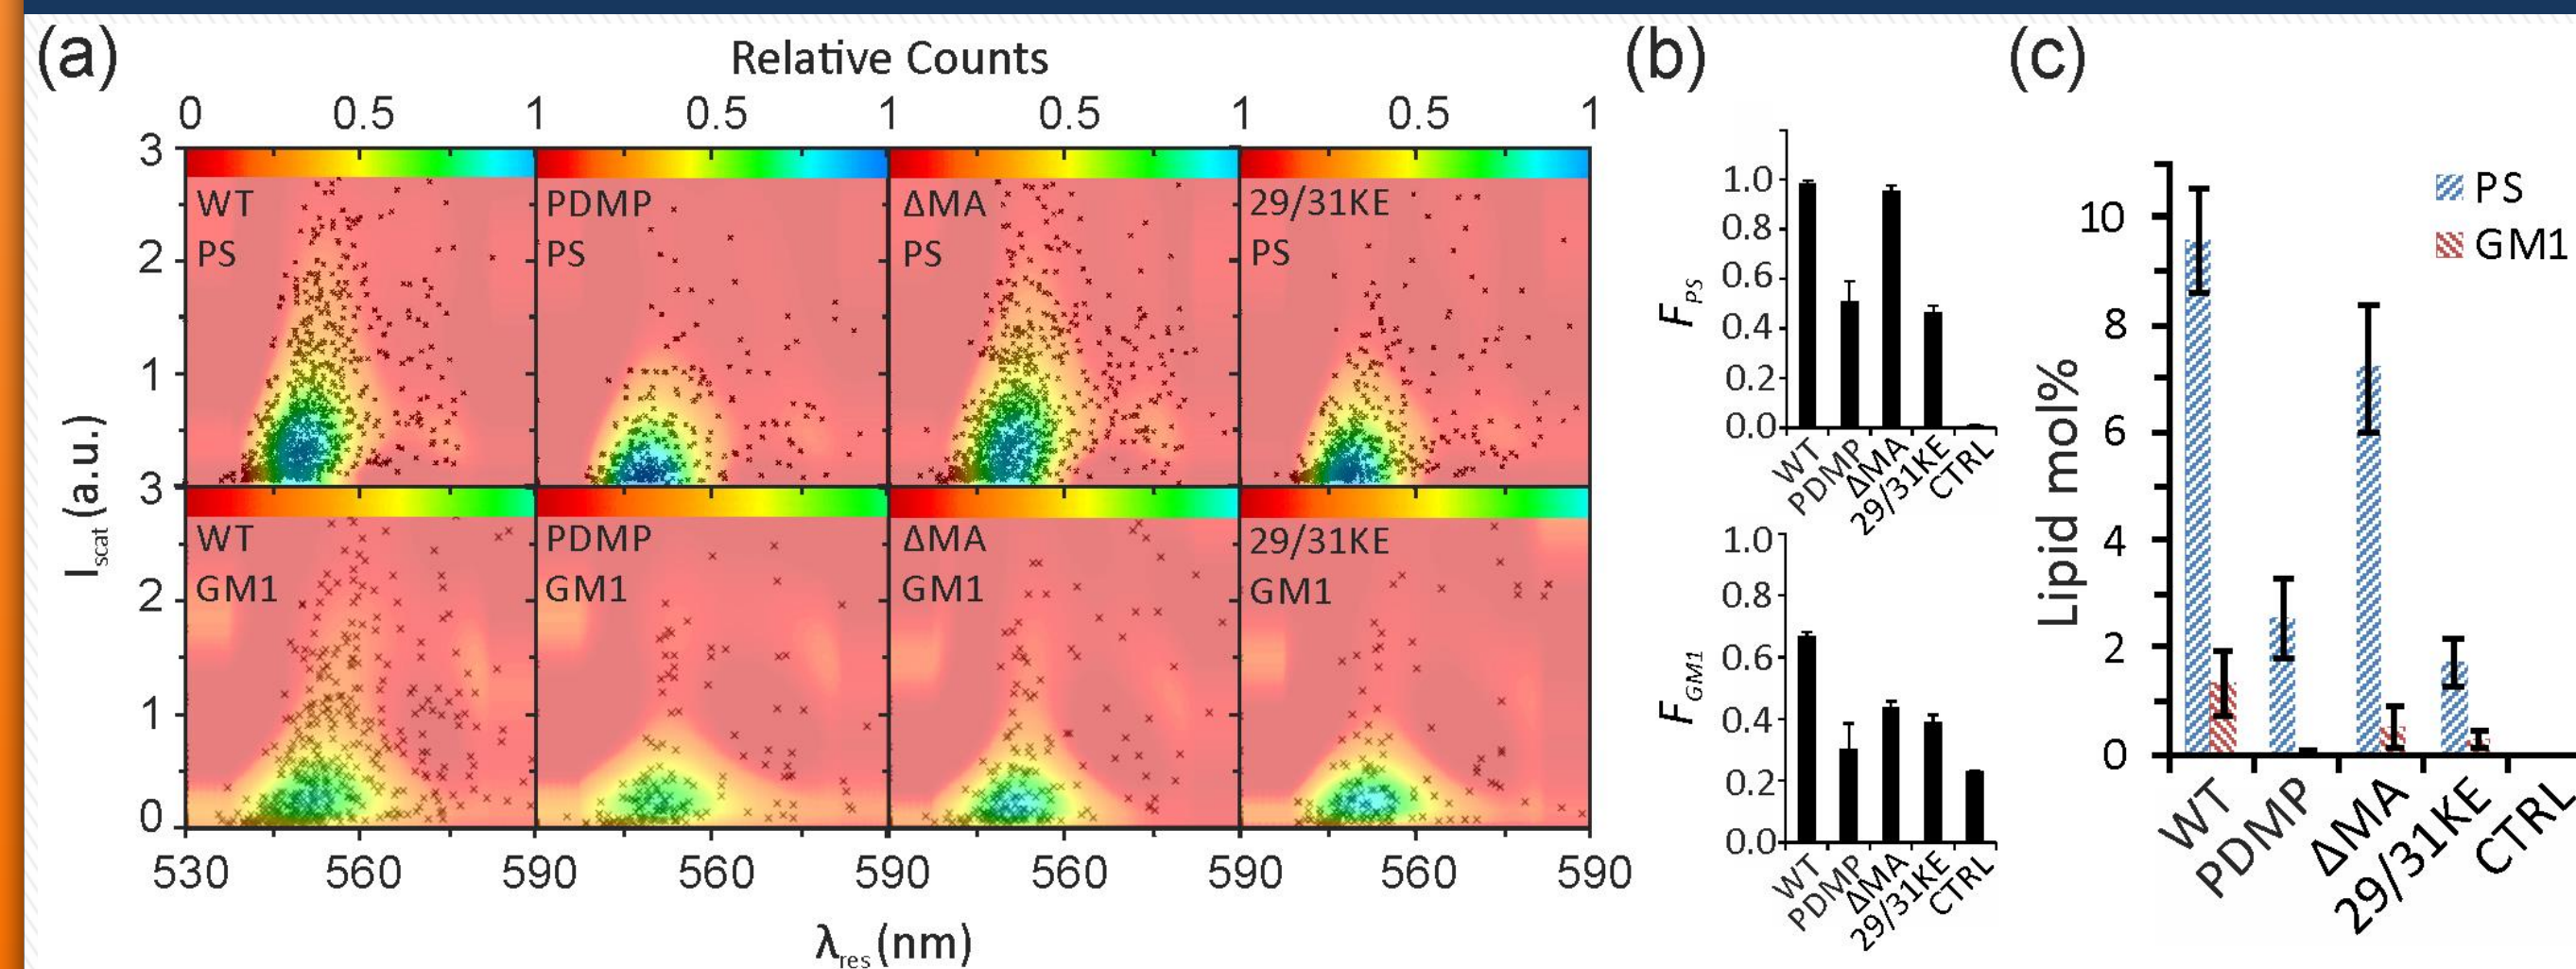 (a)
Relative Counts
0 0.5 1 0.5 1 0.5 1 0.5 1
3
2
1
3
2
1
0
I scat (a.u.)
WT
PS
PDMP
PS
ΔMA
PS
29/31KE
PS
WT
GM1
PDMP
GM1
ΔMA
GM1
29/31KE
GM1
530 560 590 560 590 560 590 560 590
λres (nm)
(b)
1.0
0.8
0.6
0.4
0.2
0.0
FPS
WT PDMP ΔMA 29/31KE CTRL
1.0
0.8
0.6
0.4
0.2
0.0
FGM1
WT PDMP ΔMA 29/31KE CTRL
(c)
PS
GM1
10
8
6
4
2
0
Lipid mol%
WT PDMP ΔMA 29/31KE CTRL